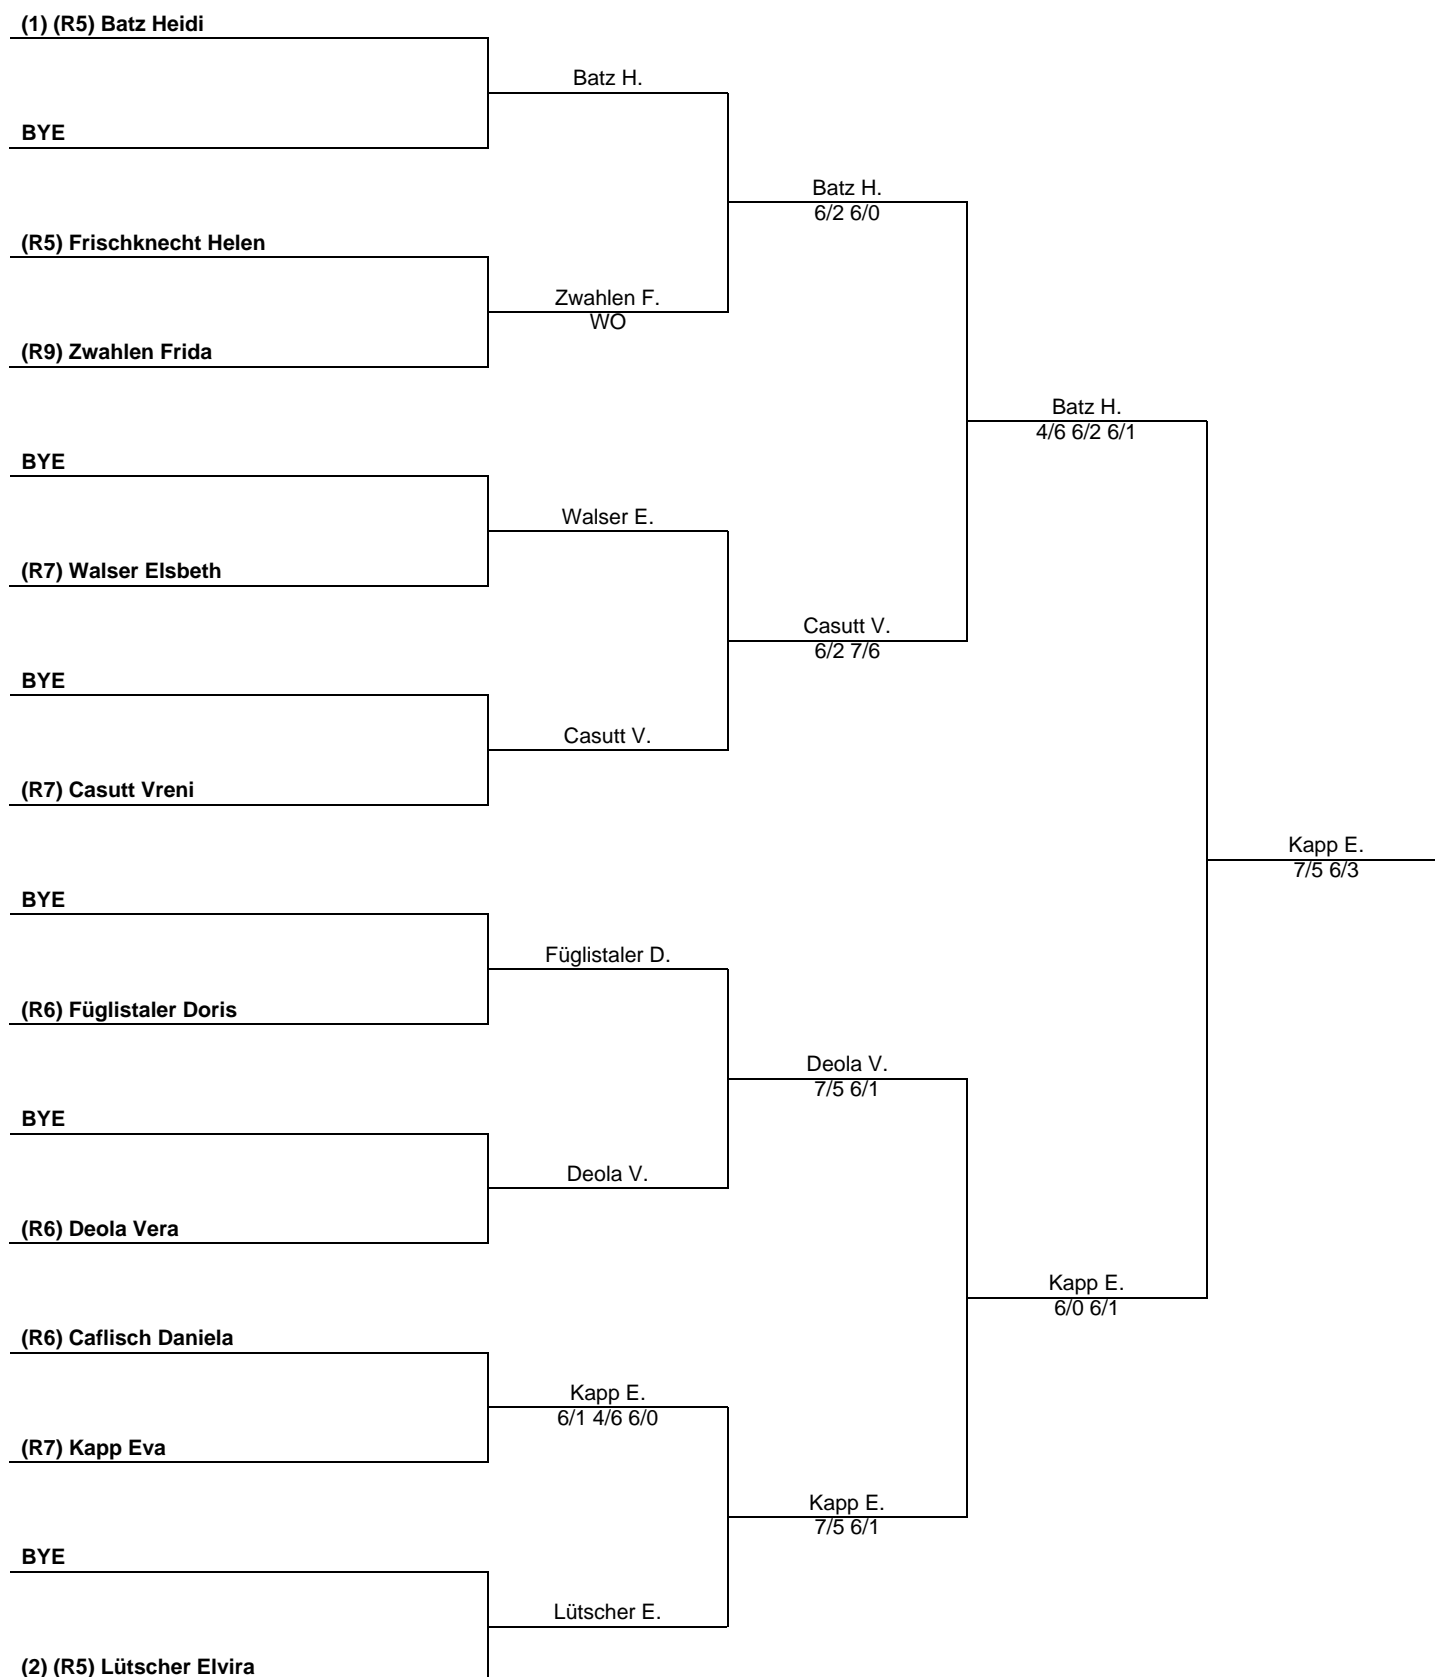 (1) (R5) Batz Heidi
Batz H.
BYE
Batz H.
6/2 6/0
(R5) Frischknecht Helen
Zwahlen F.
WO
(R9) Zwahlen Frida
Batz H.
4/6 6/2 6/1
BYE
Walser E.
(R7) Walser Elsbeth
Casutt V.
6/2 7/6
BYE
Casutt V.
(R7) Casutt Vreni
Kapp E.
7/5 6/3
BYE
Füglistaler D.
(R6) Füglistaler Doris
Deola V.
7/5 6/1
BYE
Deola V.
(R6) Deola Vera
Kapp E.
6/0 6/1
(R6) Caflisch Daniela
Kapp E.
6/1 4/6 6/0
(R7) Kapp Eva
Kapp E.
7/5 6/1
BYE
Lütscher E.
(2) (R5) Lütscher Elvira